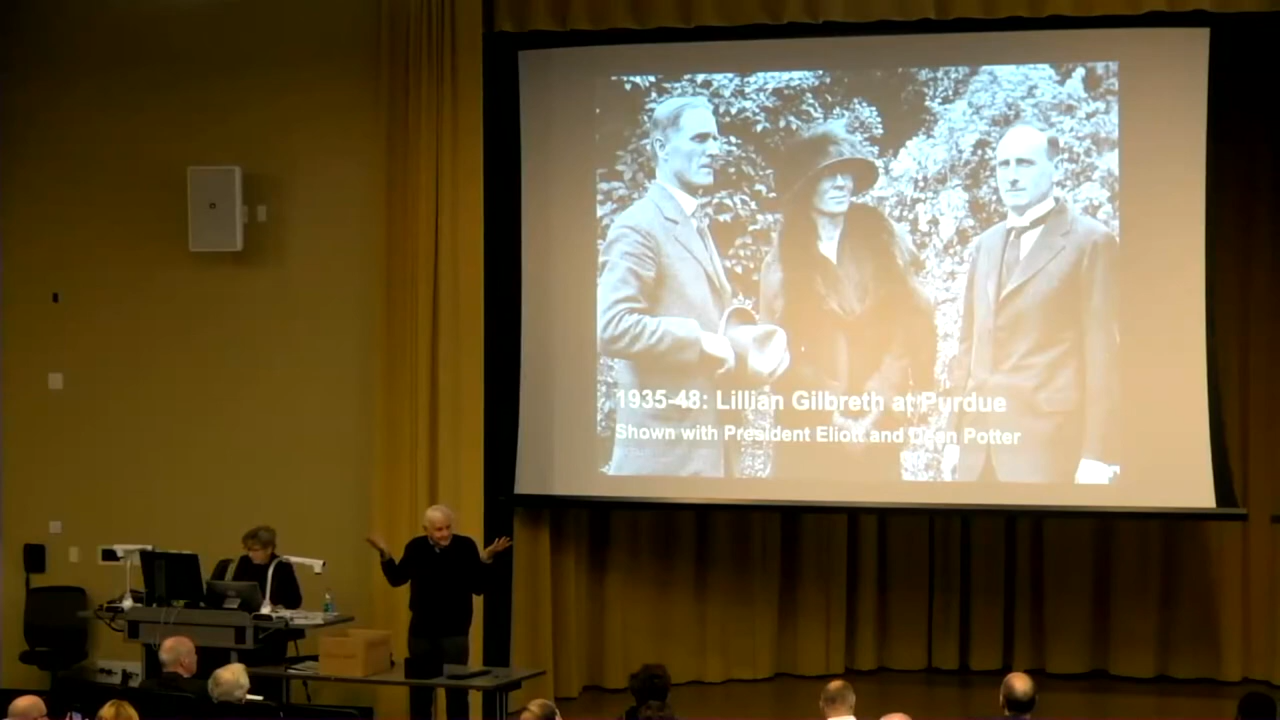 1935-48: Lillian Gilbreth at Purdue
Shown with President Eliott and Dean Potter